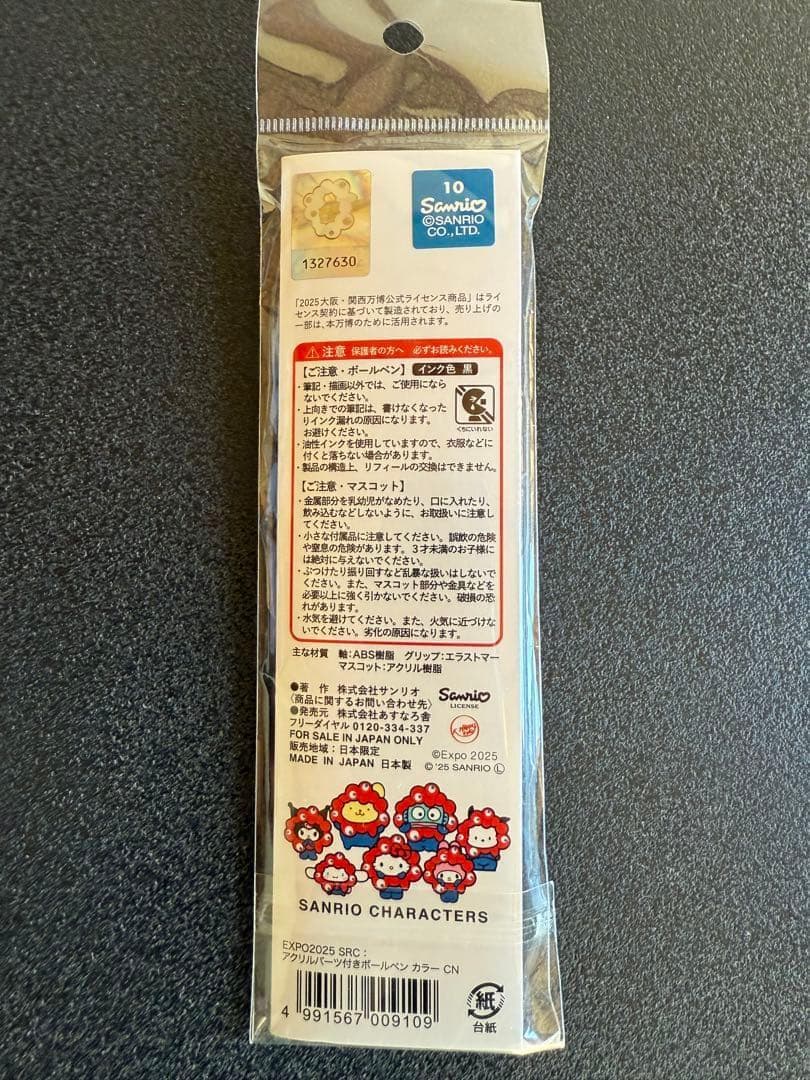 1327630
10
Sanrio
©SANRIO
CO.,LTD.
「2025大阪・関西万博公式ライセンス商品」はライ
センス契約に基づいて製造されており、売り上げの
一部は、本万博のために活用されます。
注意 保護者の方へ 必ずお読みください。
【ご注意・ボールペン】 インク色 黒
・筆記・描画以外では、ご使用になら
ないでください。
・上向きでの筆記は、書けなくなった
りインク漏れの原因になります。
お避けください。
くちにいれない
・油性インクを使用していますので、衣服などに
付くと落ちない場合があります。
・製品の構造上、リフィールの交換はできません。
【ご注意・マスコット】
・金属部分を乳幼児がなめたり、口に入れたり、
飲み込むなどしないように、お取扱いに注意し
てください。
・小さな付属品に注意してください。誤飲の危険
や窒息の危険があります。3才未満のお子様に
は絶対に与えないでください。
・ぶつけたり振り回すなど乱暴な扱いはしないで
ください。また、マスコット部分や金具などを
必要以上に強く引かないでください。破損の恐
れがあります。
・水気を避けてください。また、火気に近づけな
いでください。劣化の原因になります。
主な材質 軸:ABS樹脂 グリップ:エラストマー
マスコット:アクリル樹脂
●著 作 株式会社サンリオ
〈商品に関するお問い合わせ先〉
●発売元 株式会社あすなろ舎
フリーダイヤル 0120-334-337
FOR SALE IN JAPAN ONLY
販売地域:日本限定
MADE IN JAPAN 日本製
Sanrio
LICENSE
©Expo 2025
©'25 SANRIO Ⓛ
SANRIO CHARACTERS
EXPO2025 SRC:
アクリルパーツ付きボールペン カラー CN
4 991567 009109
紙
台紙